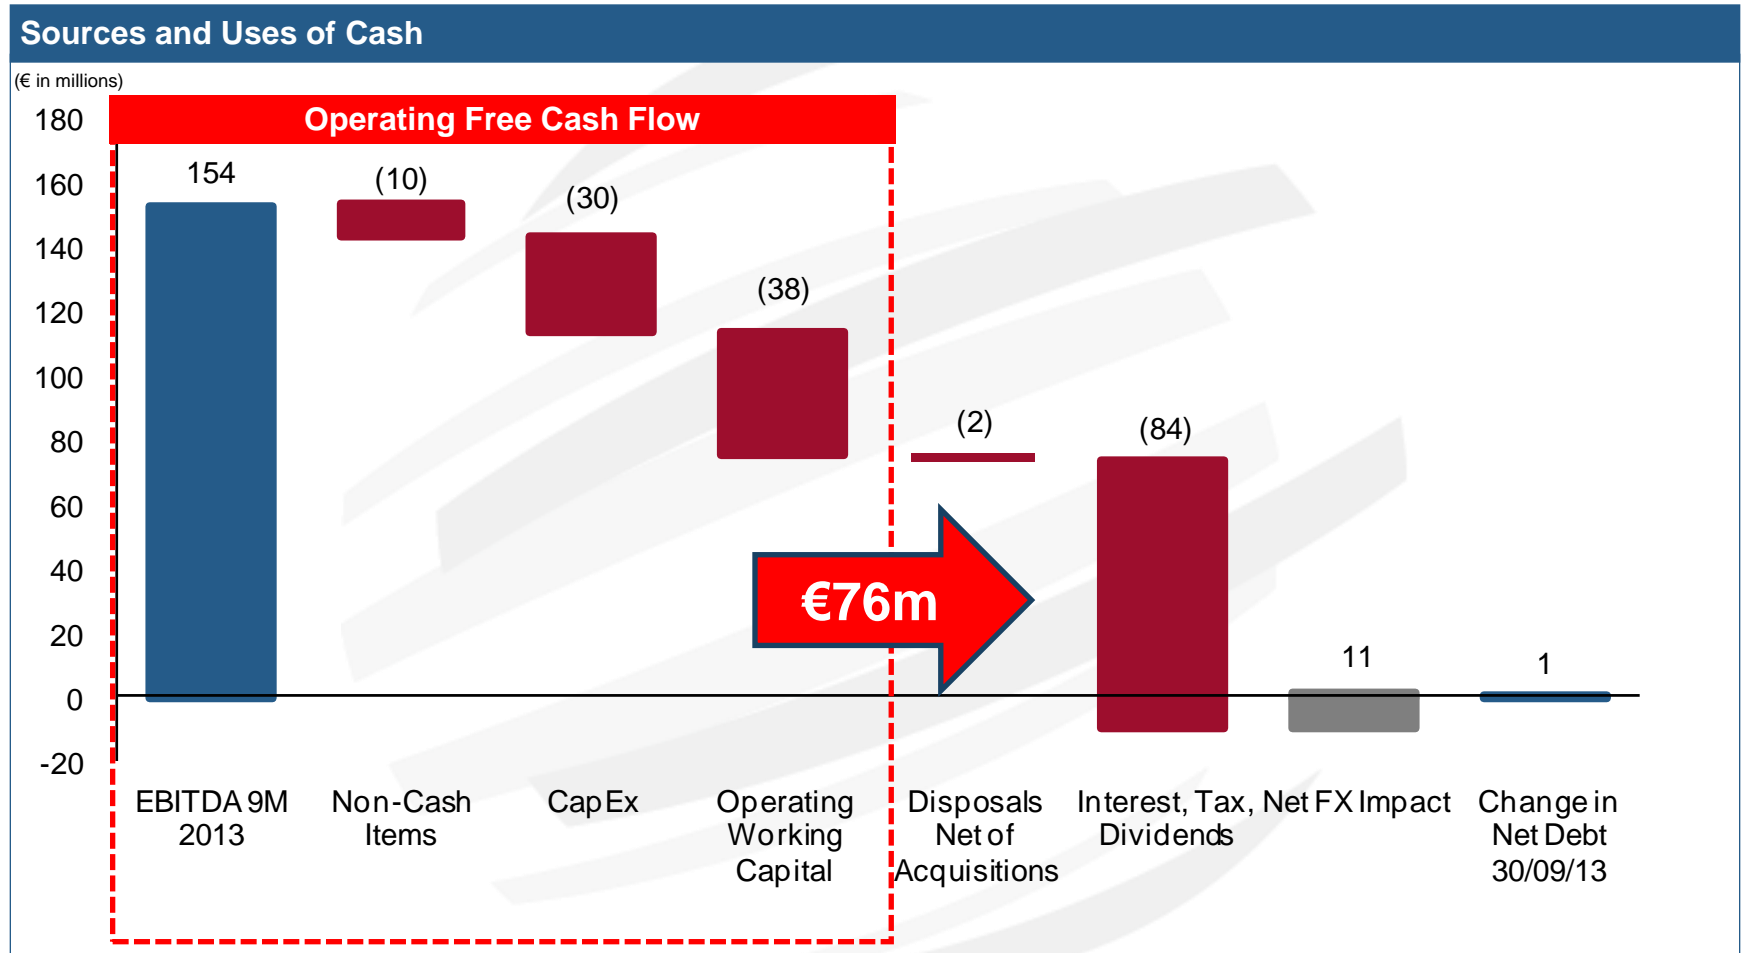 Sources and Uses of Cash
(€ in millions)
Operating Free Cash Flow
180
160
140
120
100
80
60
40
20
0
-20
154
(10)
(30)
(38)
(2)
(84)
11
1
€76m
EBITDA 9M
2013
Non-Cash
Items
CapEx
Operating
Working
Capital
Disposals
Net of
Acquisitions
Interest, Tax,
Dividends
Net FX Impact
Change in
Net Debt
30/09/13